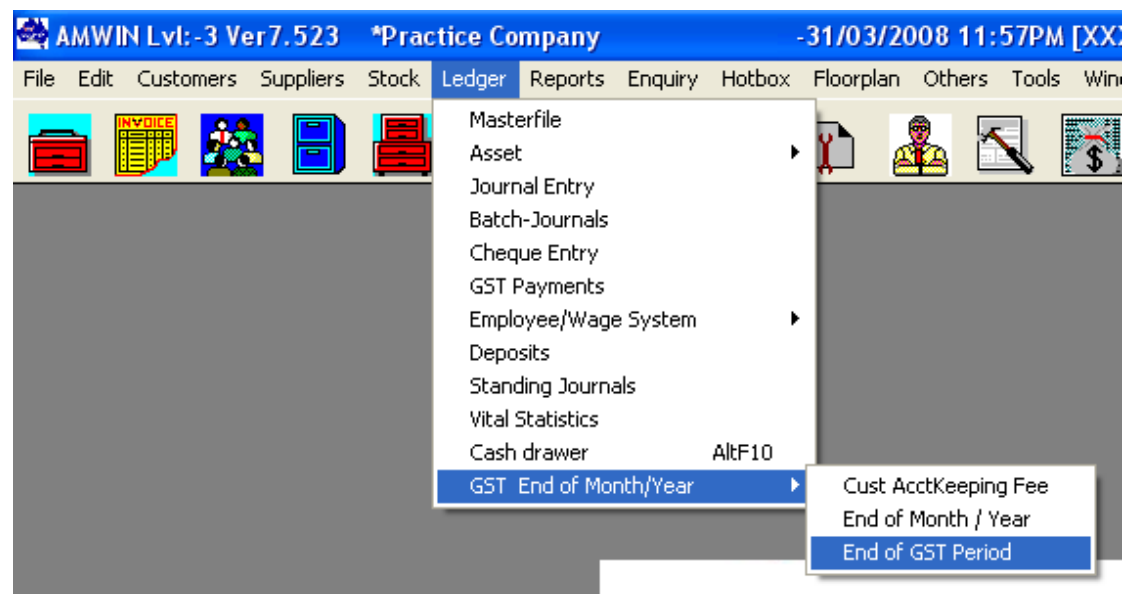 AMWIN Lvl:-3 Ver7.523 *Practice Company -31/03/2008 11:57PM [XXX
File Edit Customers Suppliers Stock Ledger Reports Enquiry Hotbox Floorplan Others Tools Win
INVOICE
$
Masterfile
Asset
Journal Entry
Batch-Journals
Cheque Entry
GST Payments
Employee/Wage System
Deposits
Standing Journals
Vital Statistics
Cash drawer AltF10
GST End of Month/Year
Cust AcctKeeping Fee
End of Month / Year
End of GST Period